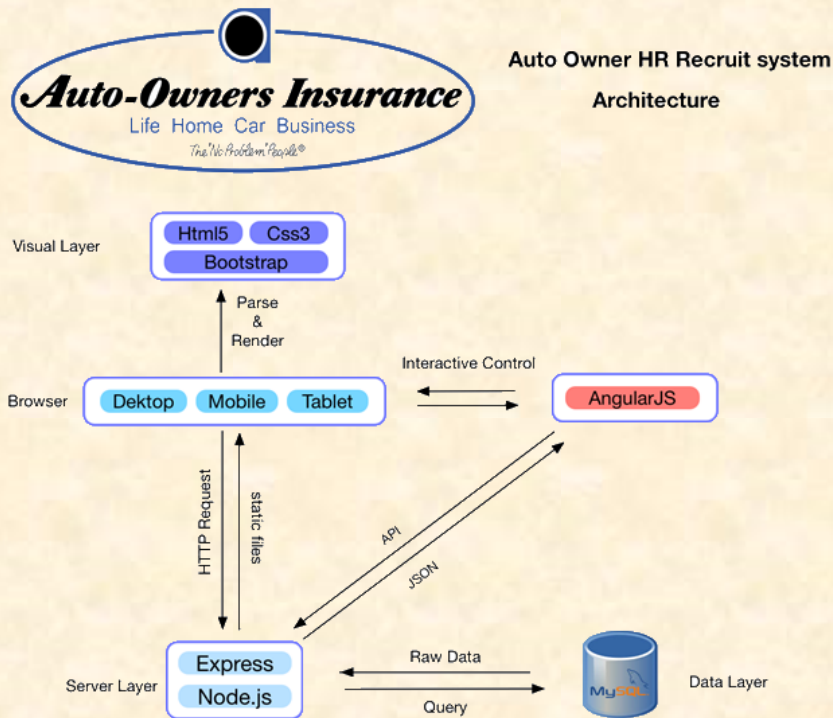 Auto-Owners Insurance
Life Home Car Business
The "No Problem" People®
Auto Owner HR Recruit system
Architecture
Visual Layer
Html5
Css3
Bootstrap
Parse
&
Render
Interactive Control
Browser
Dektop
Mobile
Tablet
AngularJS
HTTP Request
static files
API
JSON
Server Layer
Express
Node.js
Raw Data
Query
MySQL
Data Layer